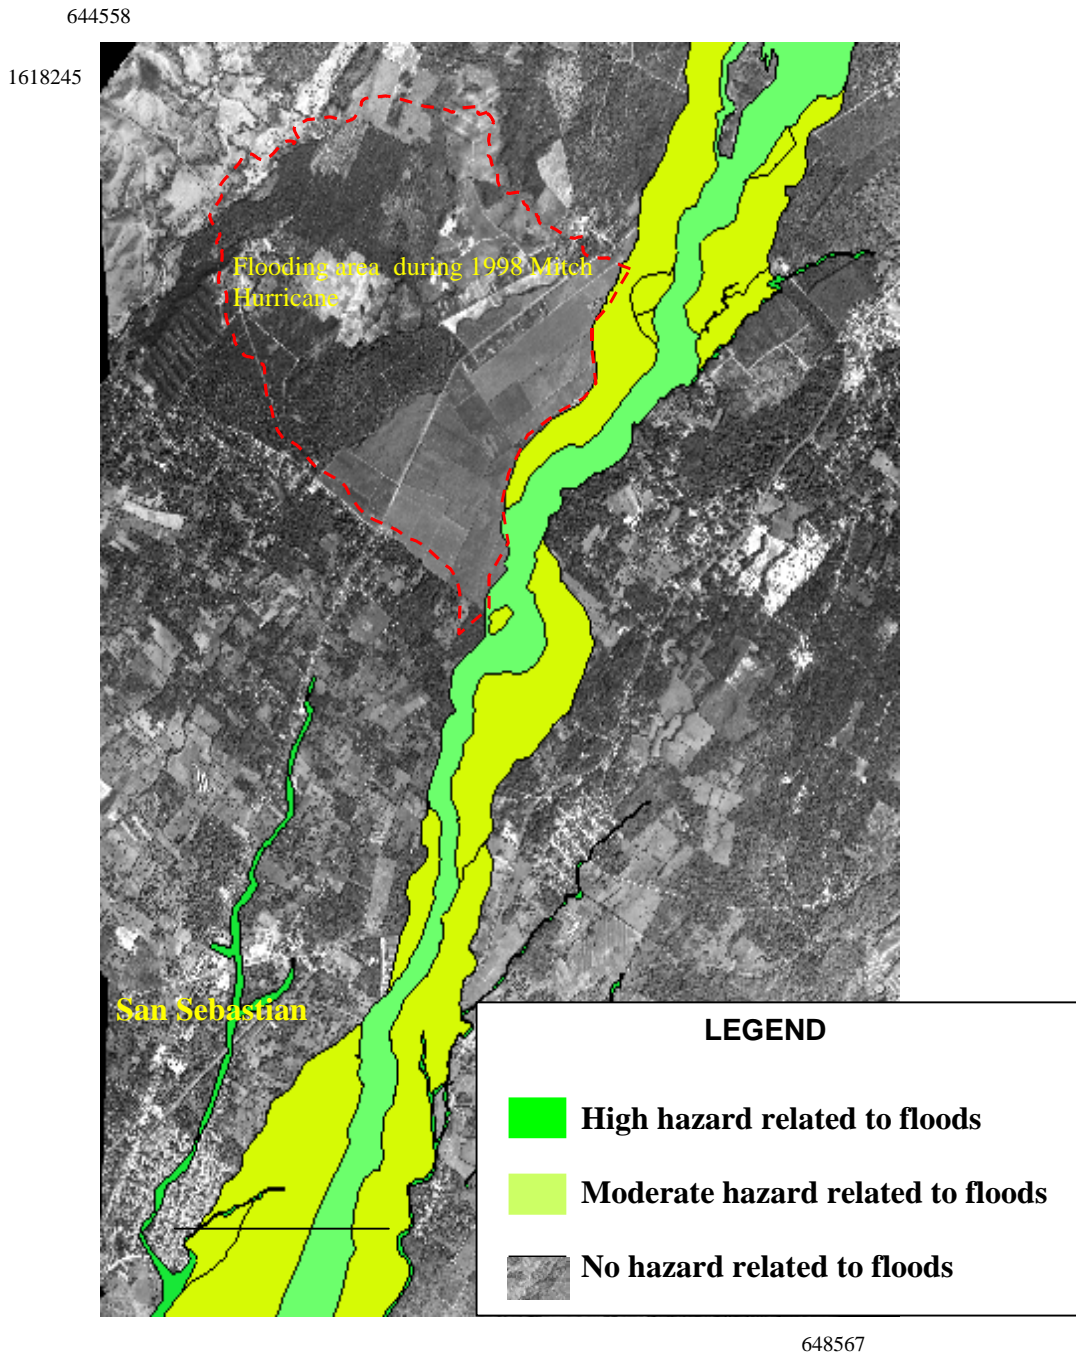 644558
1618245
Flooding area during 1998 Mitch
Hurricane
San Sebastian
LEGEND
High hazard related to floods
Moderate hazard related to floods
No hazard related to floods
648567